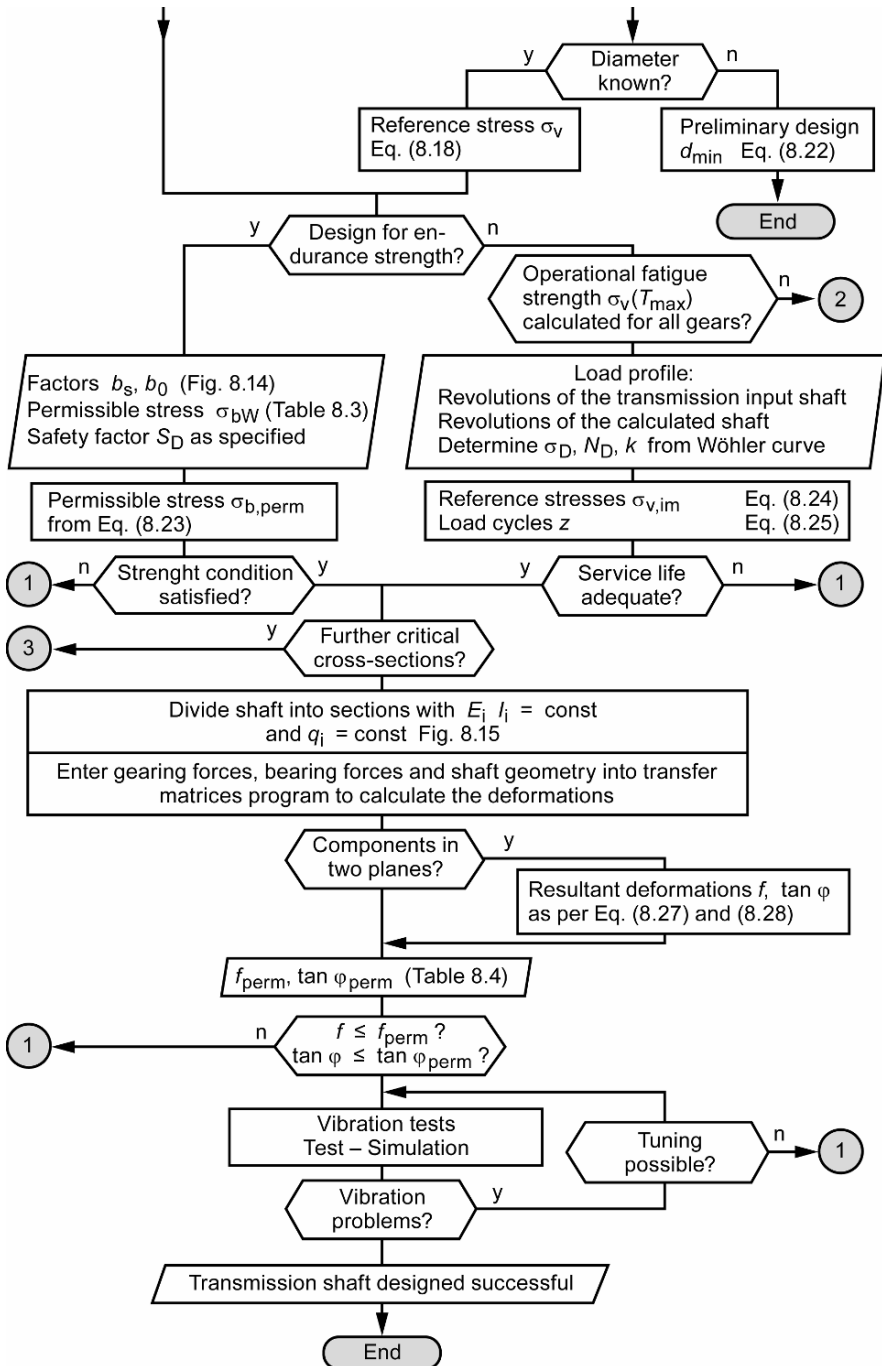 y
Diameter
known?
n
Reference stress σv
Eq. (8.18)
Preliminary design
dmin Eq. (8.22)
End
y
Design for en-
durance strength?
n
Operational fatigue
strength σv(Tmax)
calculated for all gears?
n
2
Factors bs, b0 (Fig. 8.14)
Permissible stress σbW (Table 8.3)
Safety factor SD as specified
Load profile:
Revolutions of the transmission input shaft
Revolutions of the calculated shaft
Determine σD, ND, k from Wöhler curve
Permissible stress σb,perm
from Eq. (8.23)
Reference stresses σv,im Eq. (8.24)
Load cycles z Eq. (8.25)
1
n
Strenght condition
satisfied?
y
y
Service life
adequate?
n
1
3
y
Further critical
cross-sections?
Divide shaft into sections with Ei Ii = const
and qi = const Fig. 8.15
Enter gearing forces, bearing forces and shaft geometry into transfer
matrices program to calculate the deformations
Components in
two planes?
y
Resultant deformations f, tan φ
as per Eq. (8.27) and (8.28)
fperm, tan φperm (Table 8.4)
1
n
f ≤ fperm ?
tan φ ≤ tan φperm ?
Vibration tests
Test – Simulation
Tuning
possible?
n
1
Vibration
problems?
y
Transmission shaft designed successful
End